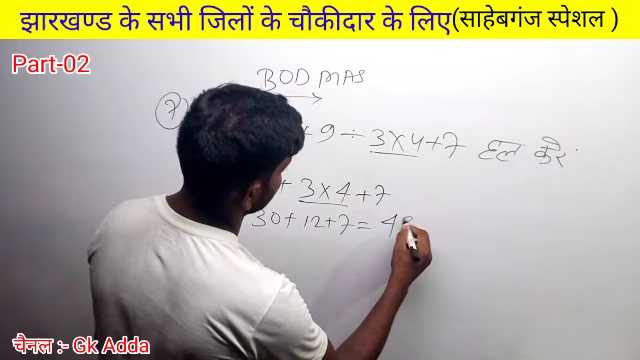 झारखण्ड के सभी जिलों के चौकीदार के लिए(साहेबगंज स्पेशल )
Part-02
BODMAS
7
9 ÷ 3×4+7 हल करें
+ 3×4 +7
30+12+7= 4
चैनल :- Gk Adda